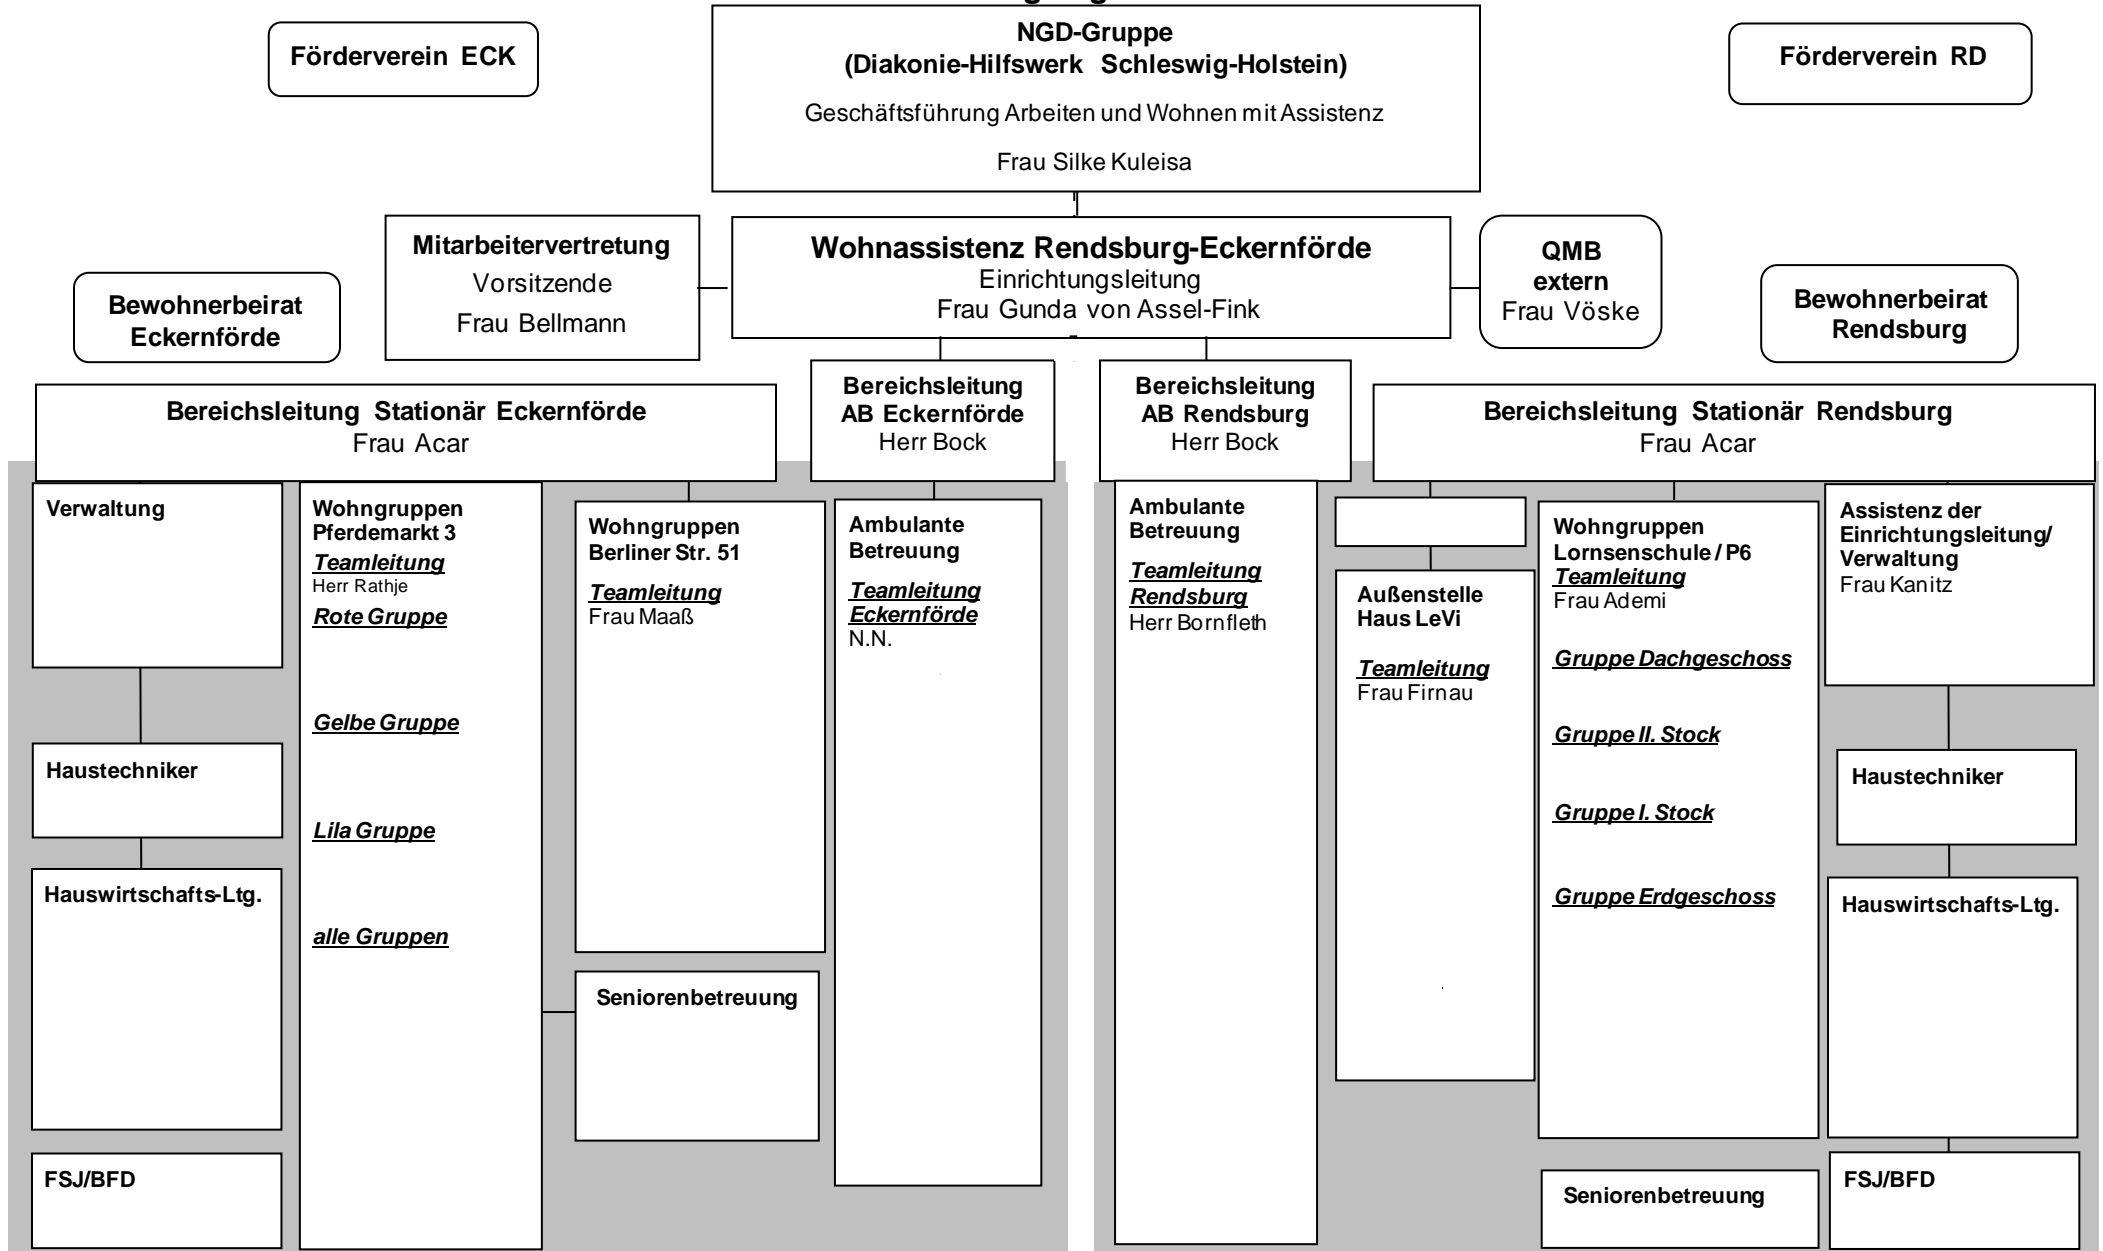 Förderverein ECK
NGD-Gruppe
(Diakonie-Hilfswerk Schleswig-Holstein)
Geschäftsführung Arbeiten und Wohnen mit Assistenz
Frau Silke Kuleisa
Förderverein RD
Mitarbeitervertretung
Vorsitzende
Frau Bellmann
Wohnassistenz Rendsburg-Eckernförde
Einrichtungsleitung
Frau Gunda von Assel-Fink
QMB
extern
Frau Vöske
Bewohnerbeirat
Eckernförde
Bewohnerbeirat
Rendsburg
Bereichsleitung Stationär Eckernförde
Frau Acar
Bereichsleitung
AB Eckernförde
Herr Bock
Bereichsleitung
AB Rendsburg
Herr Bock
Bereichsleitung Stationär Rendsburg
Frau Acar
Verwaltung
Haustechniker
Hauswirtschafts-Ltg.
FSJ/BFD
Wohngruppen
Pferdemarkt 3
Teamleitung
Herr Rathje
Rote Gruppe
Gelbe Gruppe
Lila Gruppe
alle Gruppen
Wohngruppen
Berliner Str. 51
Teamleitung
Frau Maaß
Seniorenbetreuung
Ambulante
Betreuung
Teamleitung
Eckernförde
N.N.
Ambulante
Betreuung
Teamleitung
Rendsburg
Herr Bornfleth
Außenstelle
Haus LeVi
Teamleitung
Frau Firnau
Wohngruppen
Lornsenschule / P6
Teamleitung
Frau Ademi
Gruppe Dachgeschoss
Gruppe II. Stock
Gruppe I. Stock
Gruppe Erdgeschoss
Seniorenbetreuung
Assistenz der
Einrichtungsleitung/
Verwaltung
Frau Kanitz
Haustechniker
Hauswirtschafts-Ltg.
FSJ/BFD